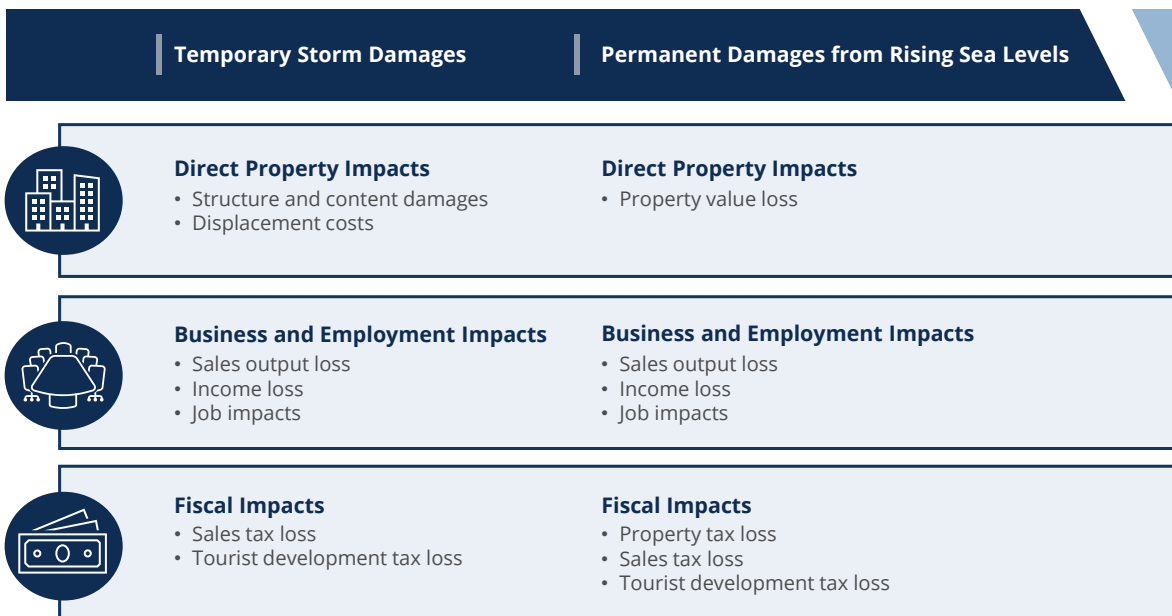 Temporary Storm Damages
Permanent Damages from Rising Sea Levels
Direct Property Impacts
• Structure and content damages
• Displacement costs
Direct Property Impacts
• Property value loss
Business and Employment Impacts
• Sales output loss
• Income loss
• Job impacts
Business and Employment Impacts
• Sales output loss
• Income loss
• Job impacts
Fiscal Impacts
• Sales tax loss
• Tourist development tax loss
Fiscal Impacts
• Property tax loss
• Sales tax loss
• Tourist development tax loss